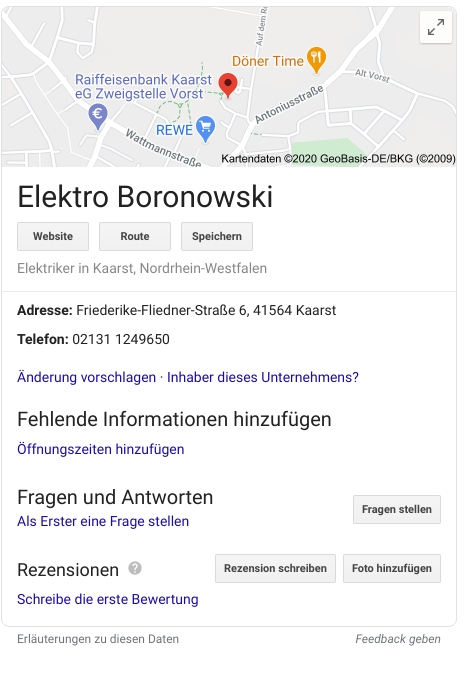 Auf dem R
Döner Time
Alt Vorst
Raiffeisenbank Kaarst
eG Zweigstelle Vorst
Antoniusstraße
REWE
Wattmannstraße
Kartendaten ©2020 GeoBasis-DE/BKG (©2009)
Elektro Boronowski
Website Route Speichern
Elektriker in Kaarst, Nordrhein-Westfalen
Adresse: Friederike-Fliedner-Straße 6, 41564 Kaarst
Telefon: 02131 1249650
Änderung vorschlagen · Inhaber dieses Unternehmens?
Fehlende Informationen hinzufügen
Öffnungszeiten hinzufügen
Fragen und Antworten
Fragen stellen
Als Erster eine Frage stellen
Rezensionen ? Rezension schreiben Foto hinzufügen
Schreibe die erste Bewertung
Erläuterungen zu diesen Daten Feedback geben